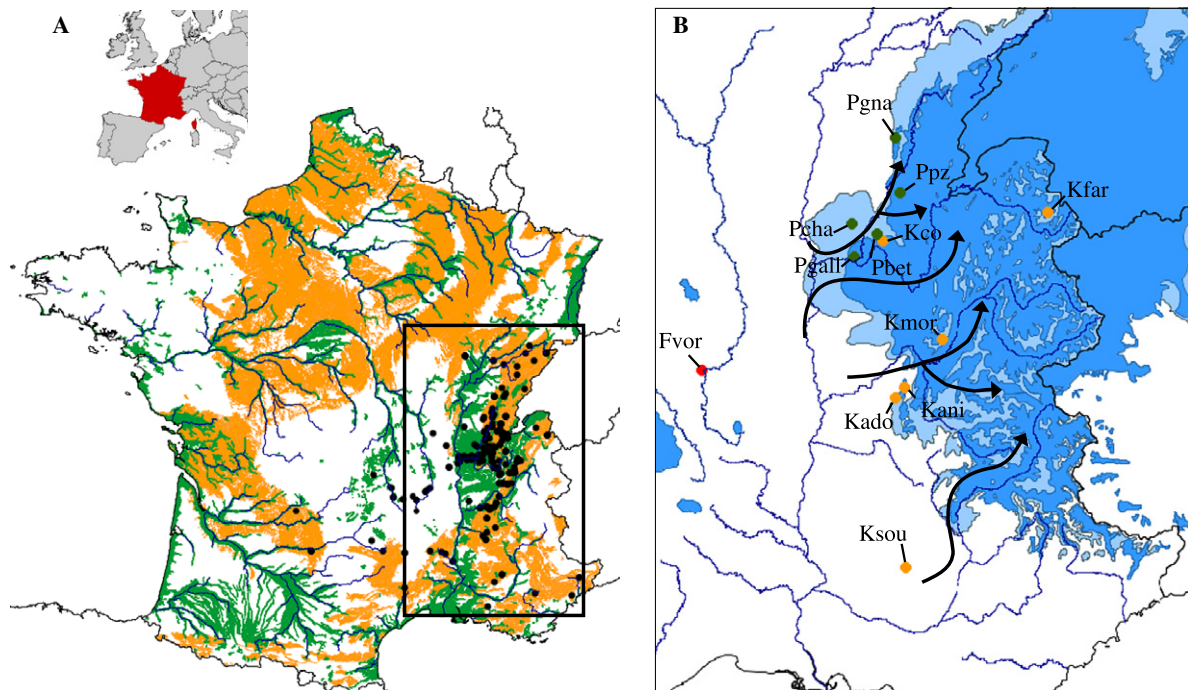 A
B
Pgna
Ppz
Kfar
Pcha
Kco
Pgall
Pbet
Kmor
Fvor
Kani
Kado
Ksou